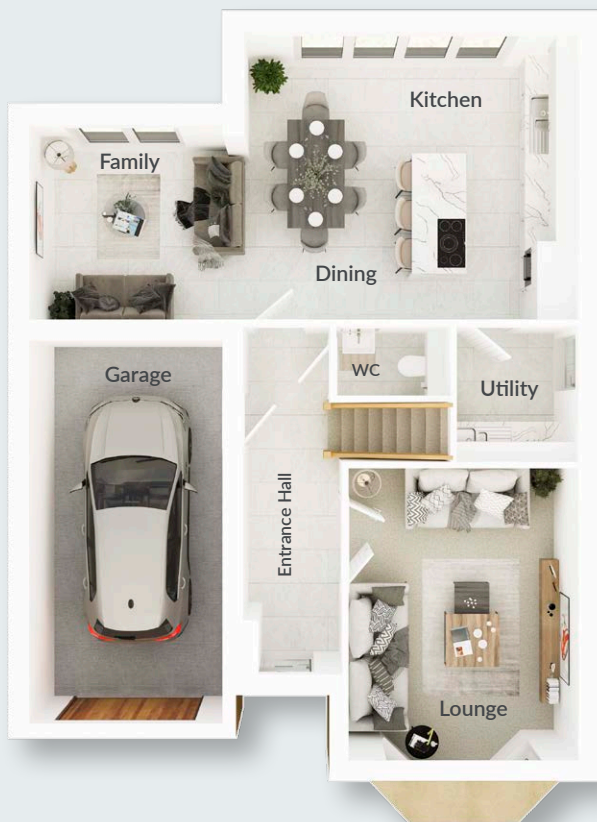 Kitchen
Family
Dining
Garage
WC
Utility
Entrance Hall
Lounge